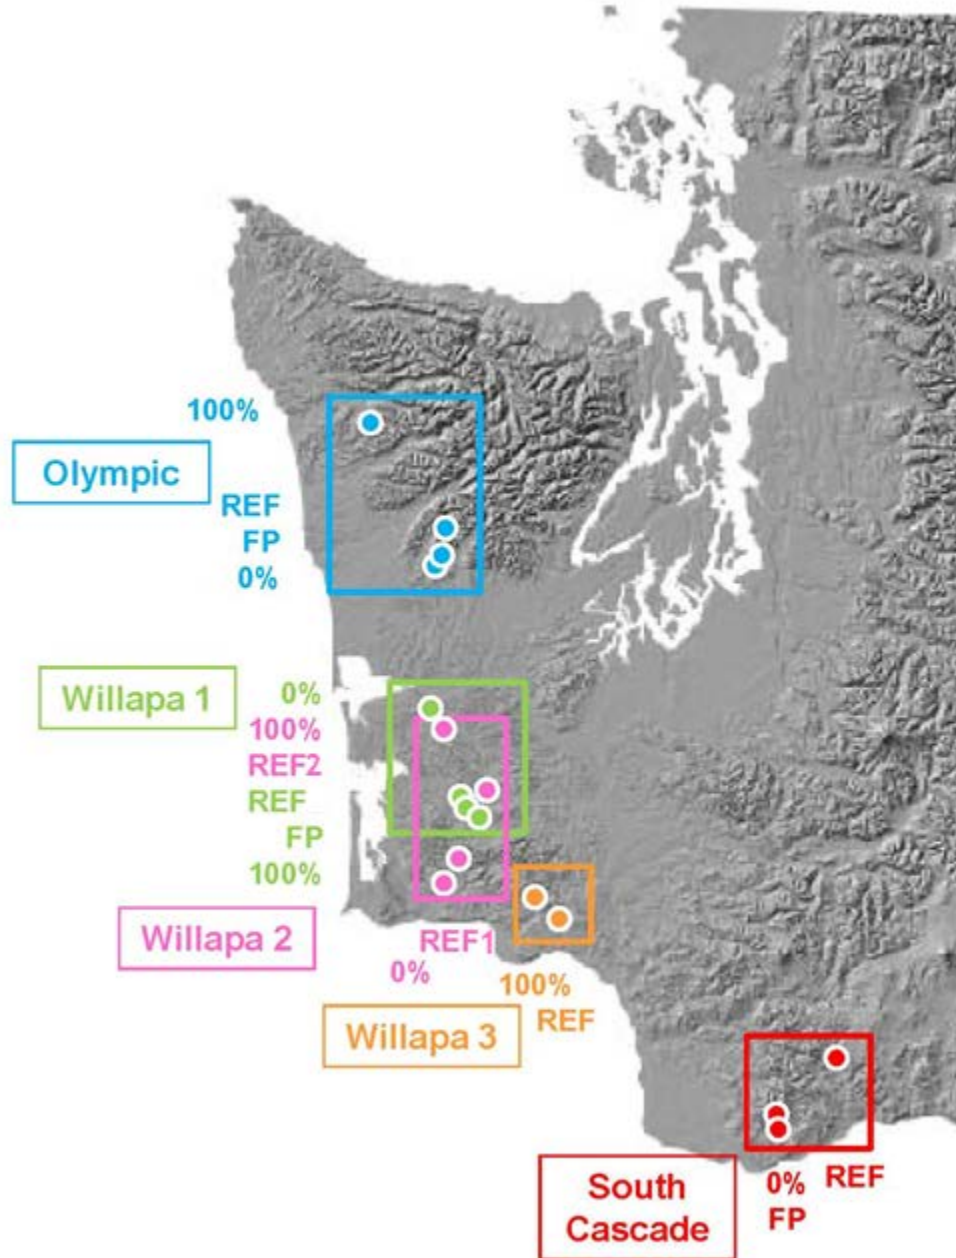 100%
Olympic
REF
FP
0%
Willapa 1
0%
100%
REF2
REF
FP
100%
Willapa 2
REF1
0%
100%
REF
Willapa 3
South
Cascade
0%
REF
FP